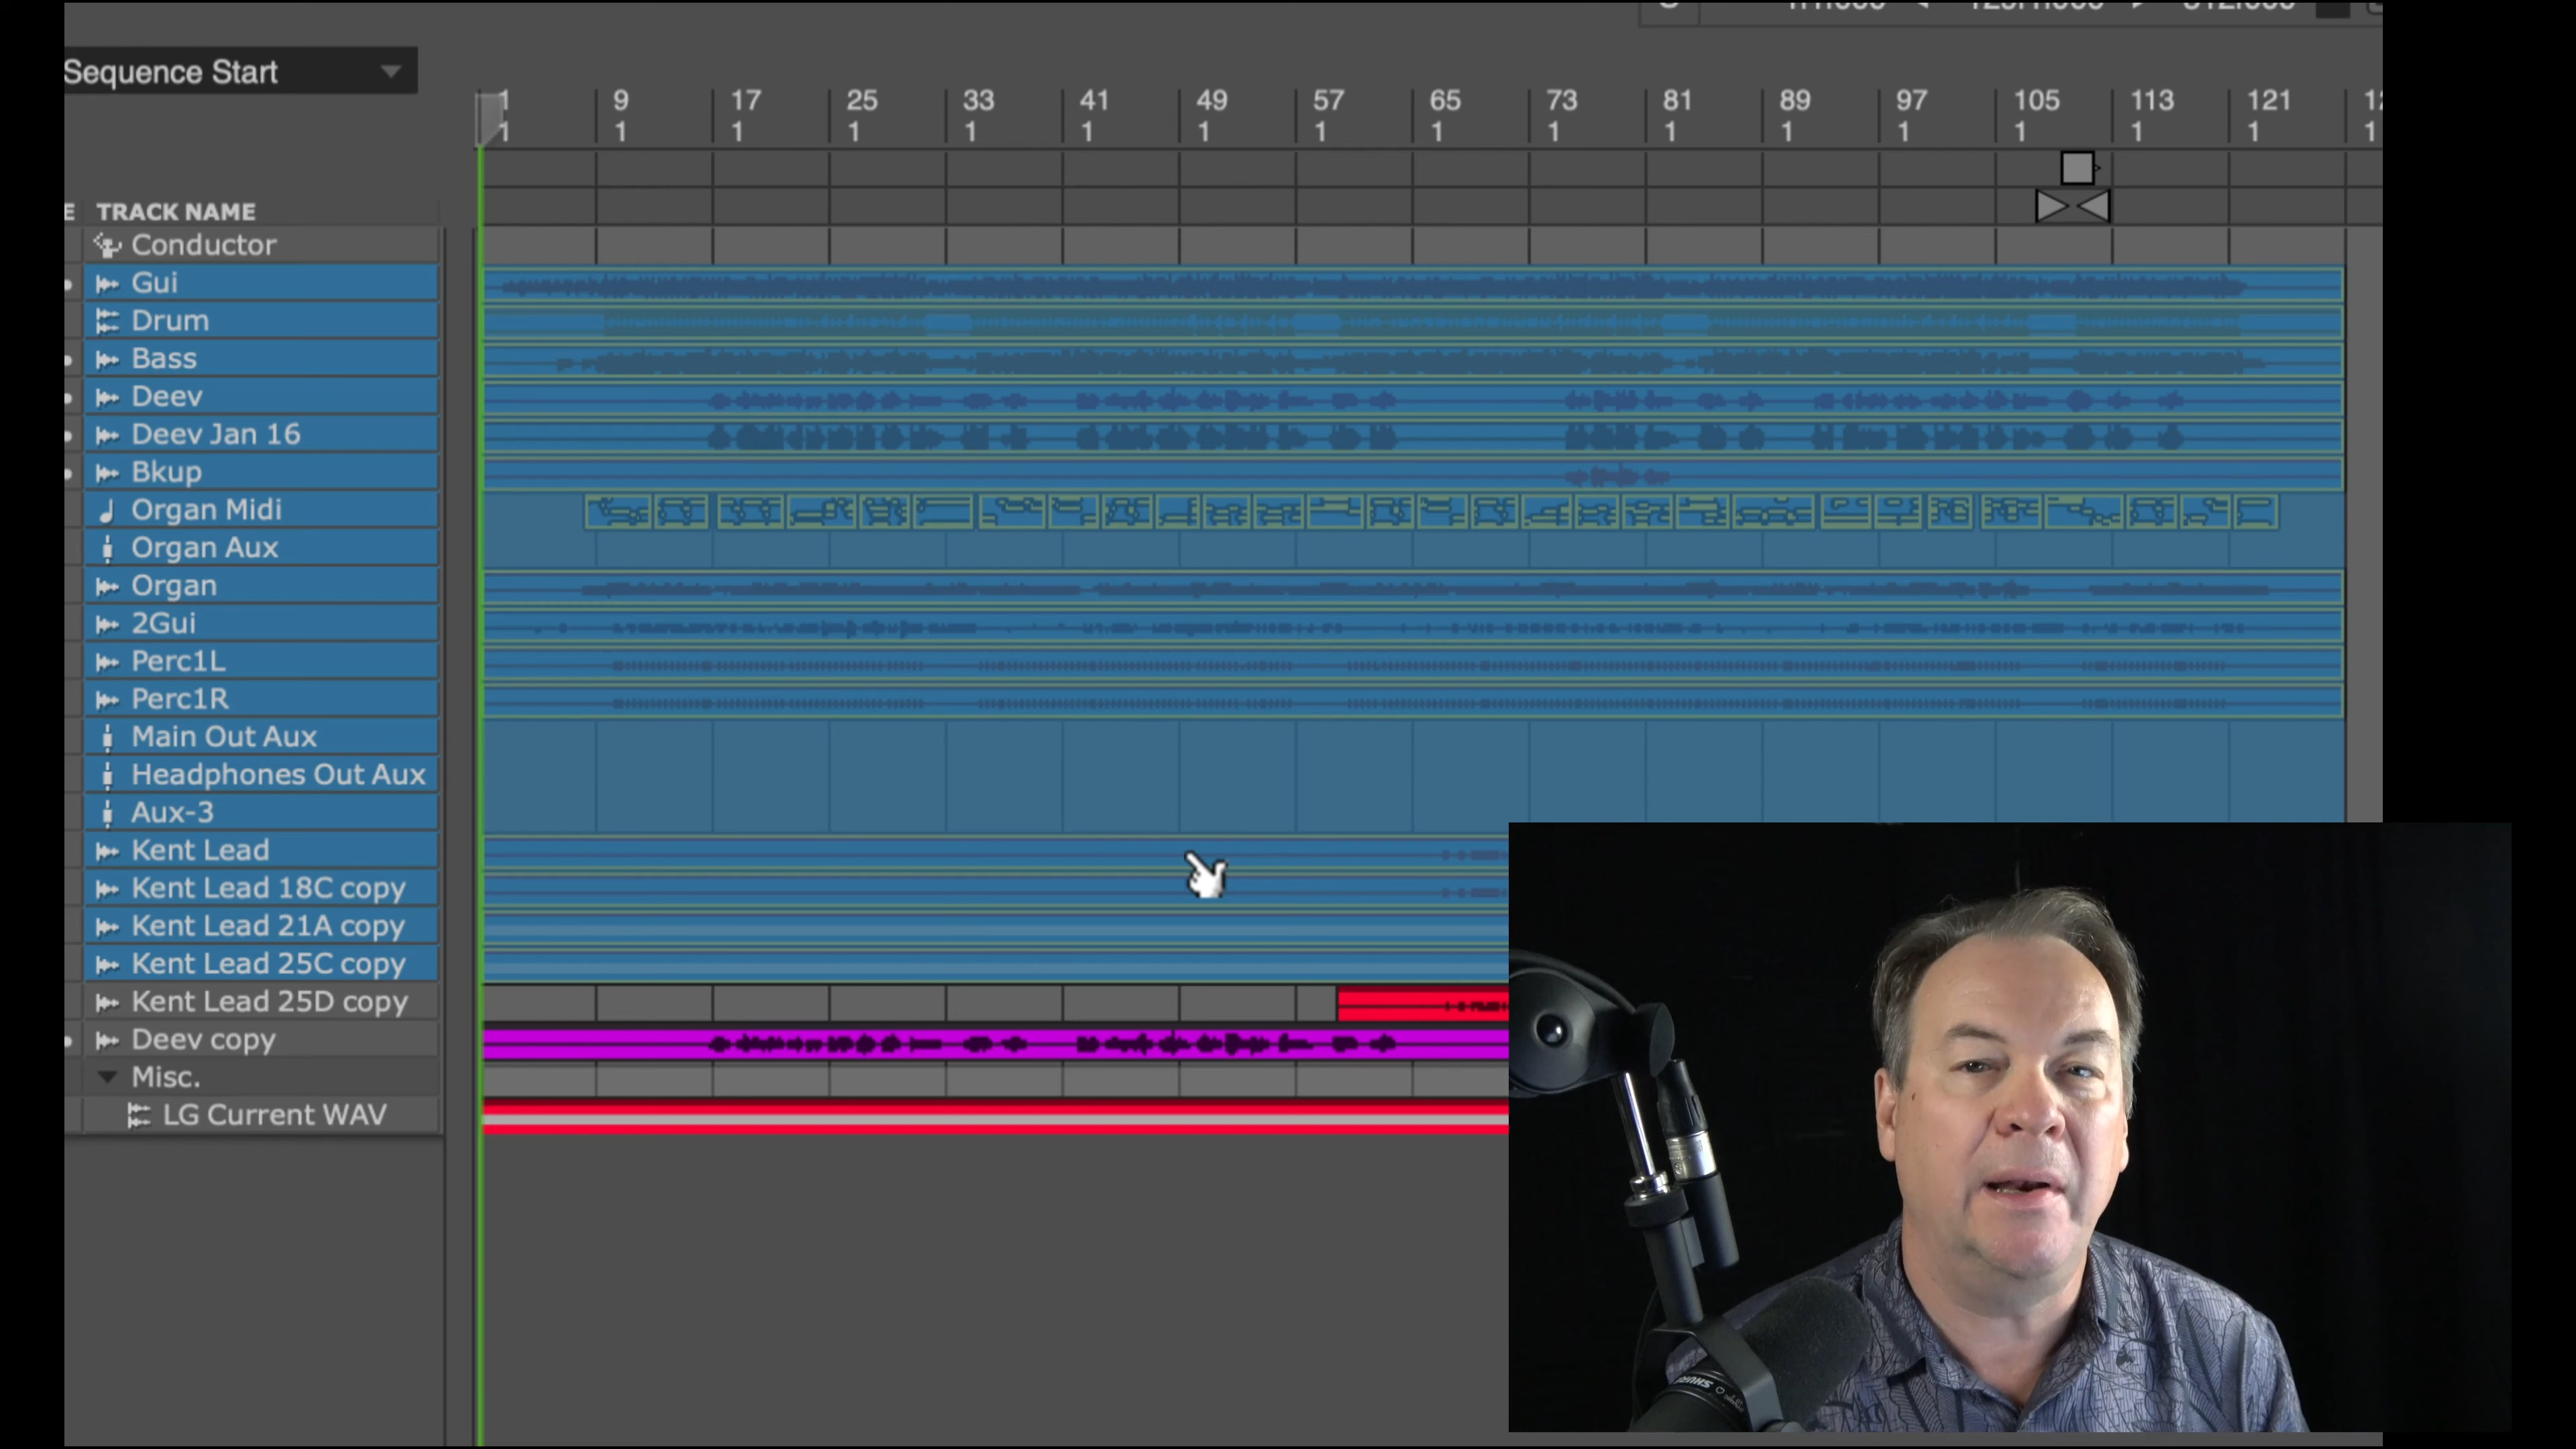 Sequence Start
1 9 17 25 33 41 49 57 65 73 81 89 97 105 113 121
1 1 1 1 1 1 1 1 1 1 1 1 1 1 1 1 1
E TRACK NAME
Conductor
Gui
Drum
Bass
Deev
Deev Jan 16
Bkup
Organ Midi
Organ Aux
Organ
2Gui
Perc1L
Perc1R
Main Out Aux
Headphones Out Aux
Aux-3
Kent Lead
Kent Lead 18C copy
Kent Lead 21A copy
Kent Lead 25C copy
Kent Lead 25D copy
Deev copy
Misc.
LG Current WAV
SHURE